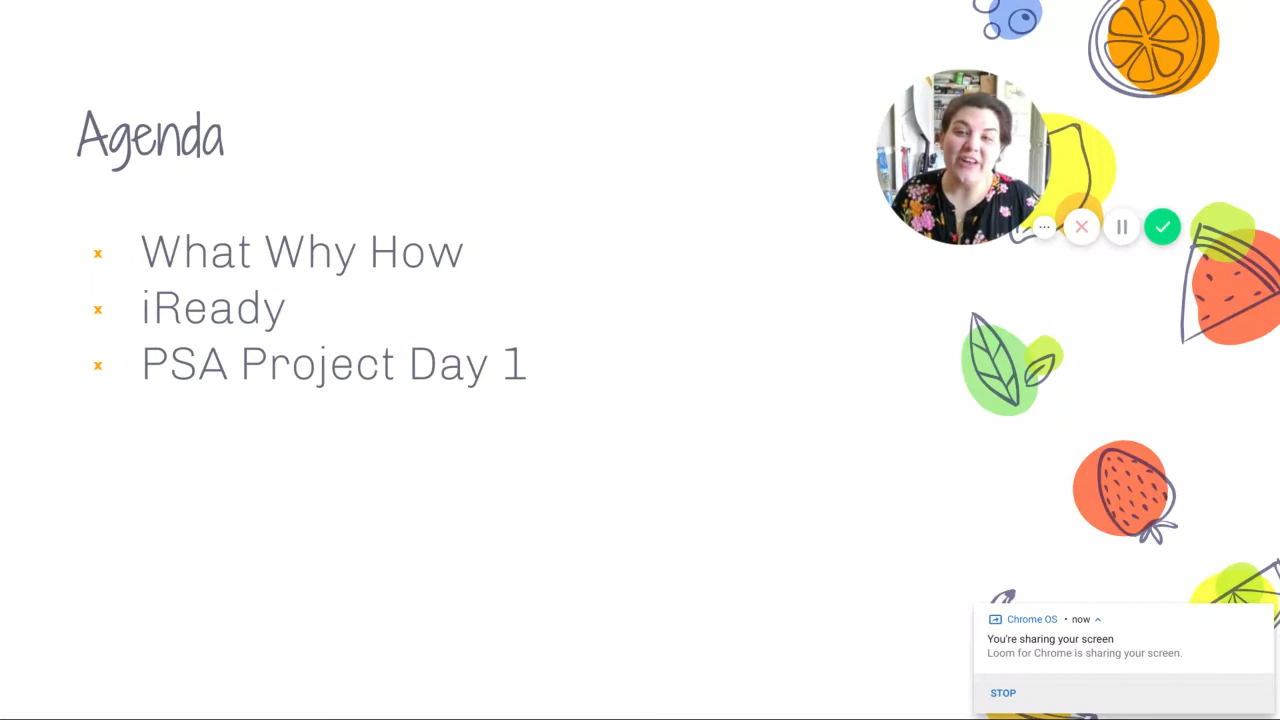 Agenda
x What Why How
x iReady
x PSA Project Day 1
Chrome OS • now
You're sharing your screen
Loom for Chrome is sharing your screen.
STOP